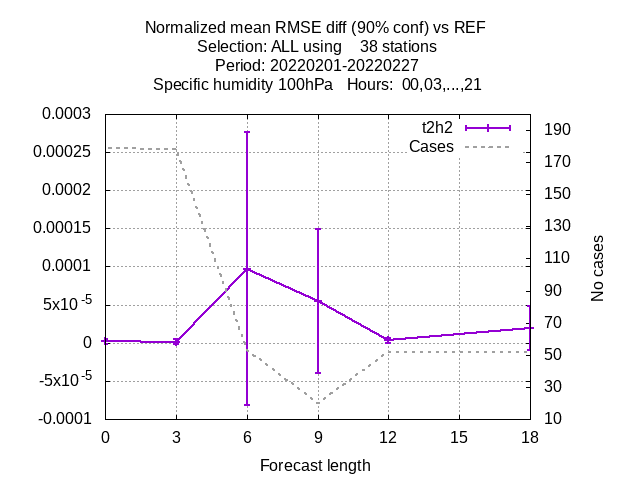 Normalized mean RMSE diff (90% conf) vs REF
Selection: ALL using    38 stations
Period: 20220201-20220227
Specific humidity 100hPa   Hours:  00,03,...,21
t2h2
Cases
0.0003
0.00025
0.0002
0.00015
0.0001
5x10-5
0
-5x10-5
-0.0001
190
170
150
130
110
90
70
50
30
10
No cases
0 3 6 9 12 15 18
Forecast length